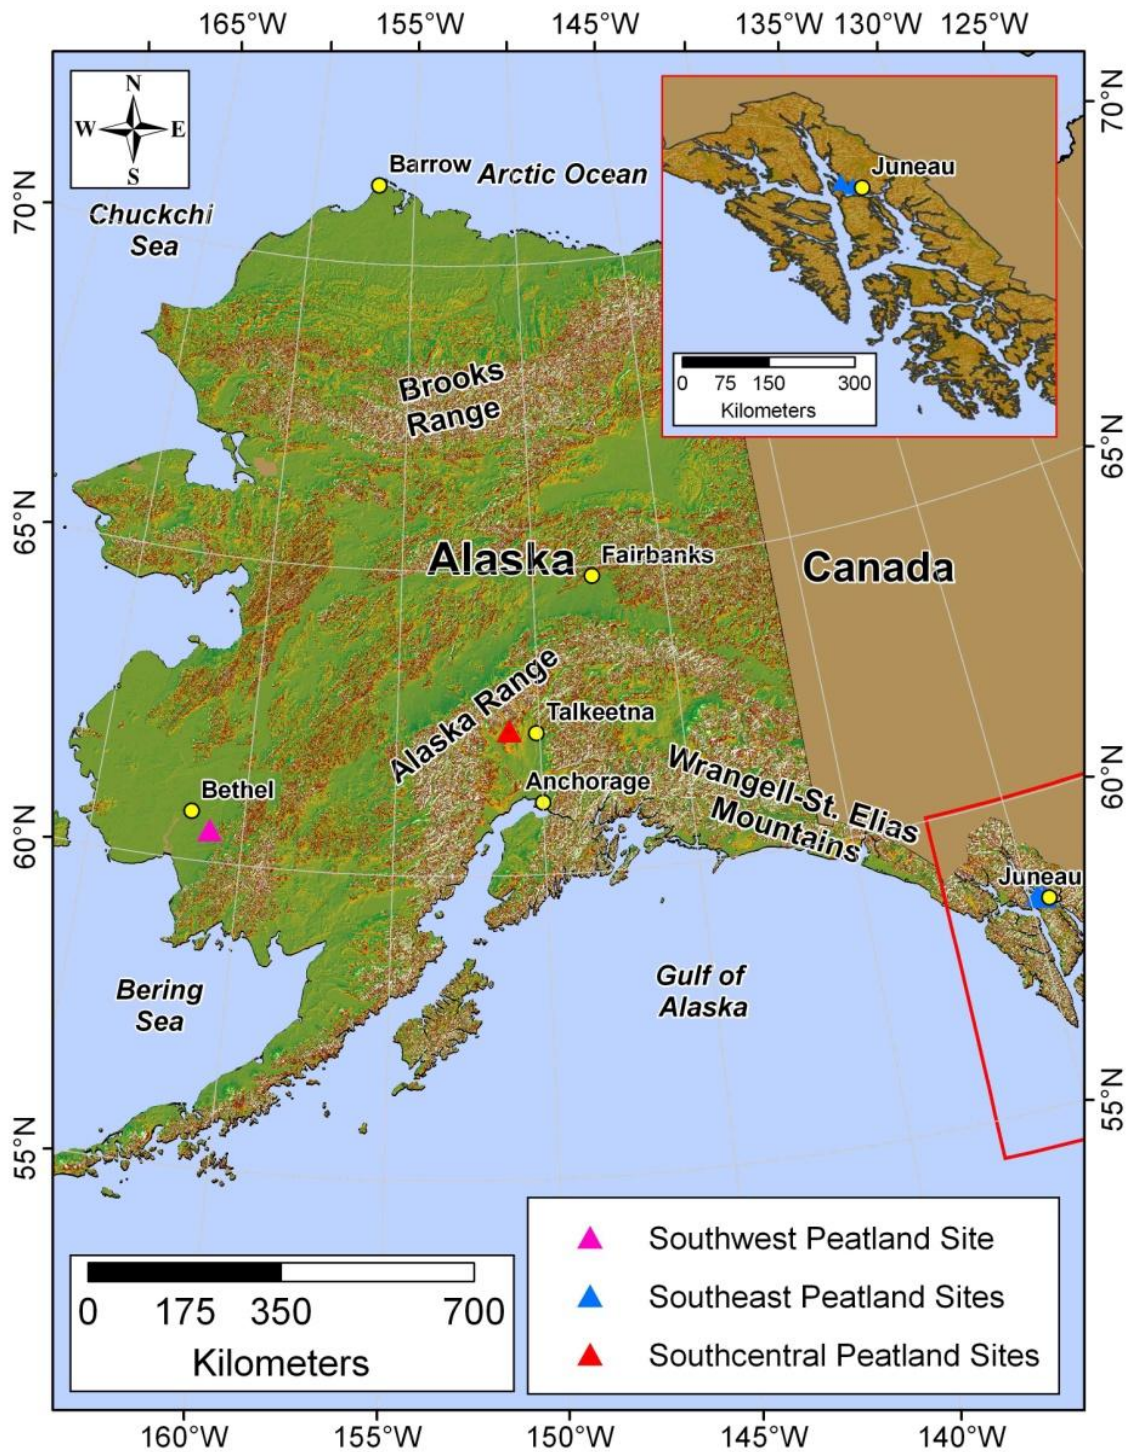 165°W 155°W 145°W 135°W 130°W 125°W
N
W E
S
70°N
70°N
Barrow
Arctic Ocean
Chuckchi
Sea
Juneau
0 75 150 300
Kilometers
Brooks
Range
65°N
65°N
Alaska
Fairbanks
Canada
Alaska Range
Talkeetna
Anchorage
Wrangell-St. Elias
Mountains
Bethel
60°N
60°N
Juneau
Bering
Sea
Gulf of
Alaska
55°N
55°N
Southwest Peatland Site
Southeast Peatland Sites
Southcentral Peatland Sites
0 175 350 700
Kilometers
160°W 155°W 150°W 145°W 140°W